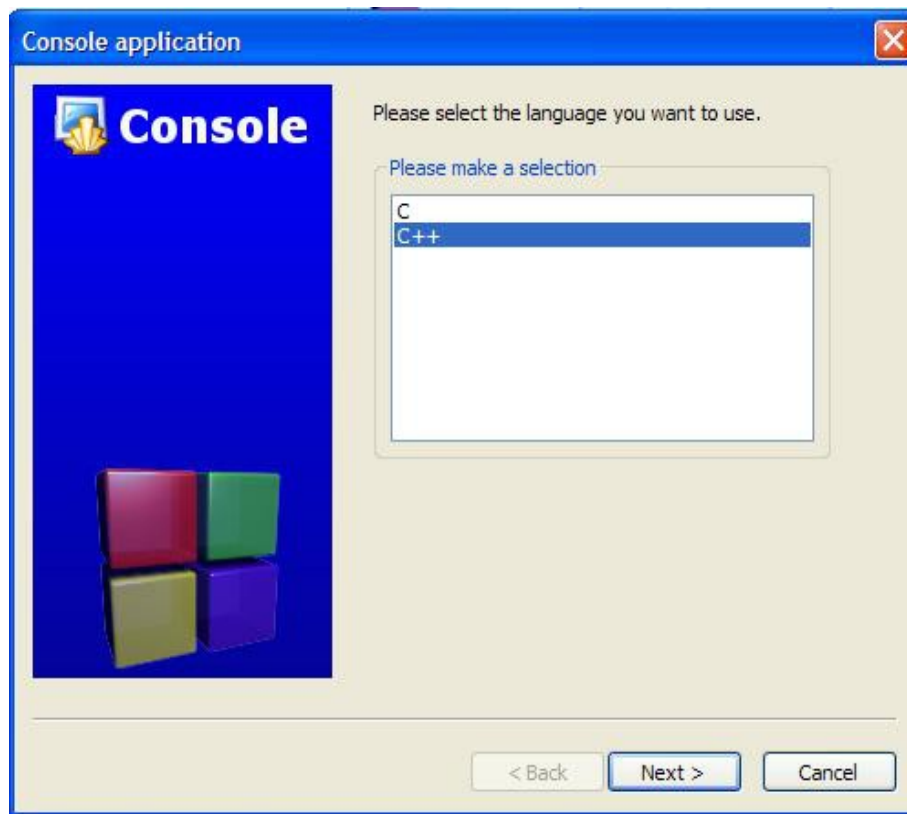 Console application
Console
Please select the language you want to use.
Please make a selection
C
C++
< Back
Next >
Cancel